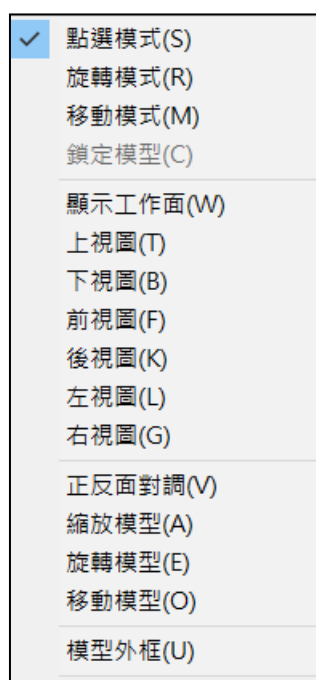 點選模式(S)
旋轉模式(R)
移動模式(M)
鎖定模型(C)
顯示工作面(W)
上視圖(T)
下視圖(B)
前視圖(F)
後視圖(K)
左視圖(L)
右視圖(G)
正反面對調(V)
縮放模型(A)
旋轉模型(E)
移動模型(O)
模型外框(U)